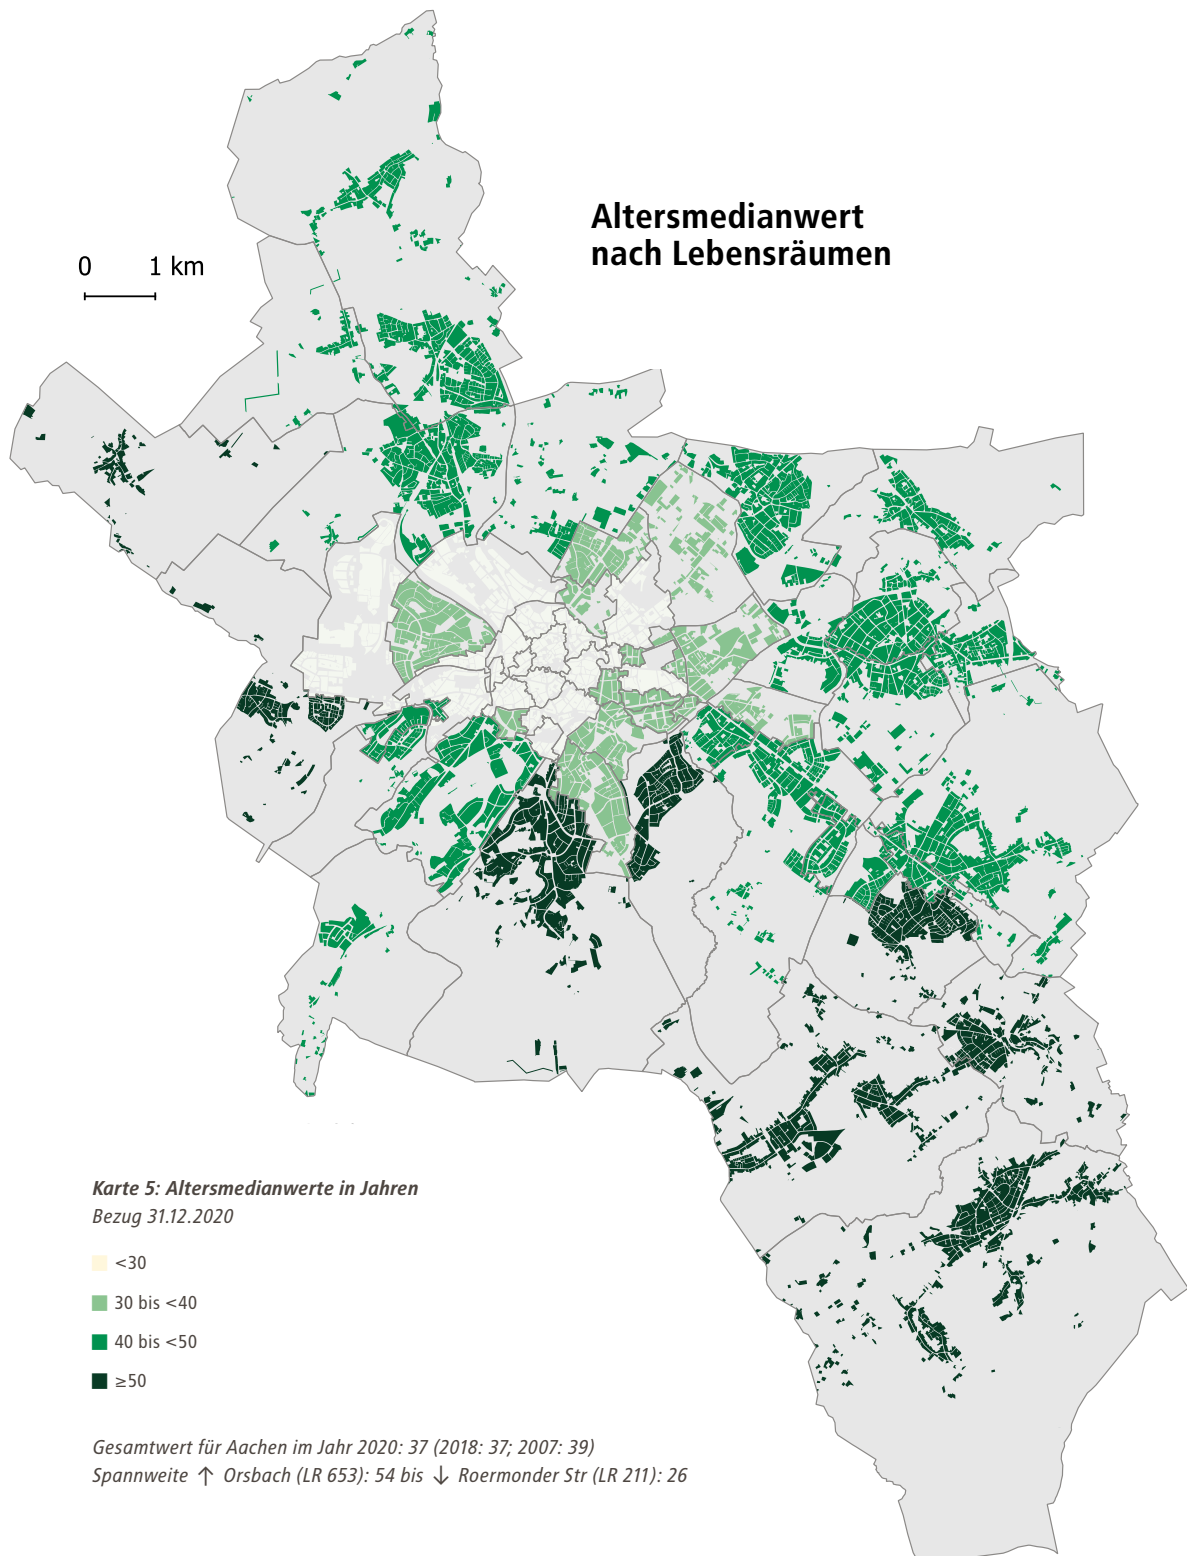 Altersmedianwert
nach Lebensräumen
0 1 km
Karte 5: Altersmedianwerte in Jahren
Bezug 31.12.2020
<30
30 bis <40
40 bis <50
≥50
Gesamtwert für Aachen im Jahr 2020: 37 (2018: 37; 2007: 39)
Spannweite ↑ Orsbach (LR 653): 54 bis ↓ Roermonder Str (LR 211): 26